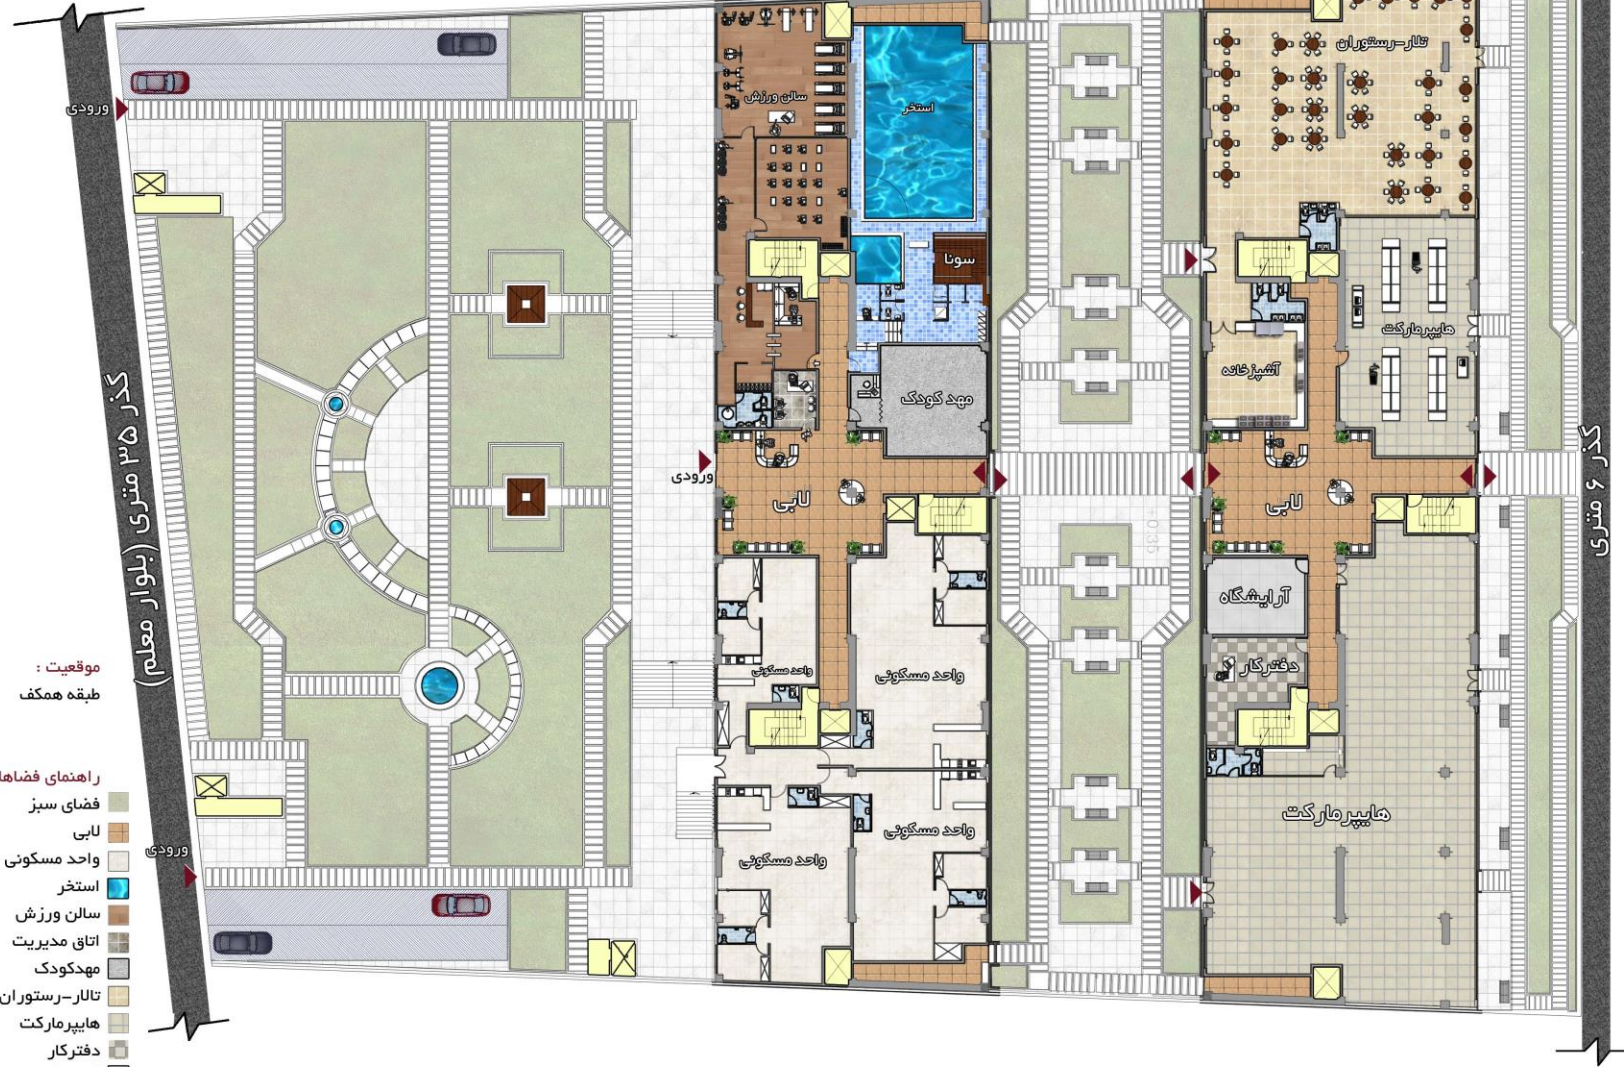 تالار-رستوران
سالن ورزش
استخر
ورودی
سونا
هایپرمارکت
آشپزخانه
مهد کودک
ورودی
لابی
لابی
گذر ۳۵ متری (بلوار معلم)
گذر ۶ متری
آرایشگاه
دفترکار
واحد مسکونی
واحد مسکونی
هایپرمارکت
واحد مسکونی
واحد مسکونی
ورودی
موقعیت :
طبقه همکف
راهنمای فضاها
فضای سبز
لابی
واحد مسکونی
استخر
سالن ورزش
اتاق مدیریت
مهدکودک
تالار-رستوران
هایپرمارکت
دفترکار